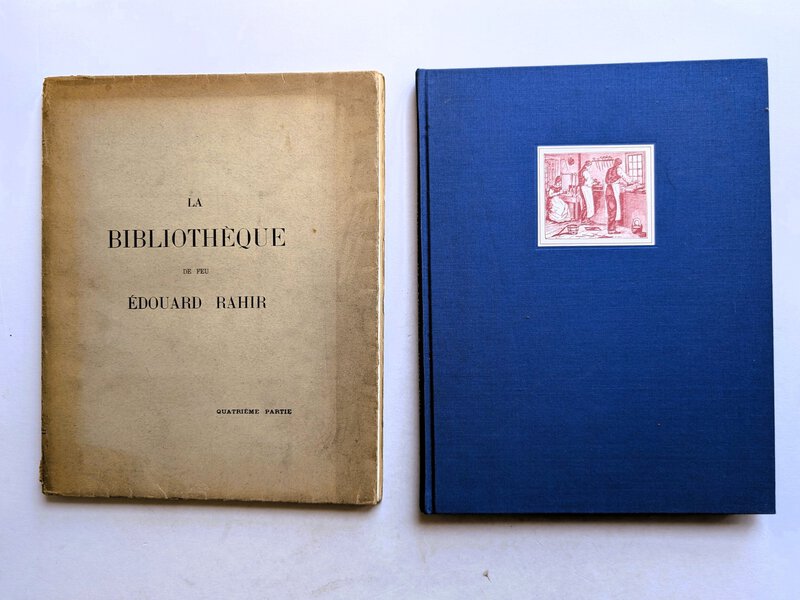 LA
BIBLIOTHÈQUE
DE FEU
ÉDOUARD RAHIR
QUATRIÈME PARTIE